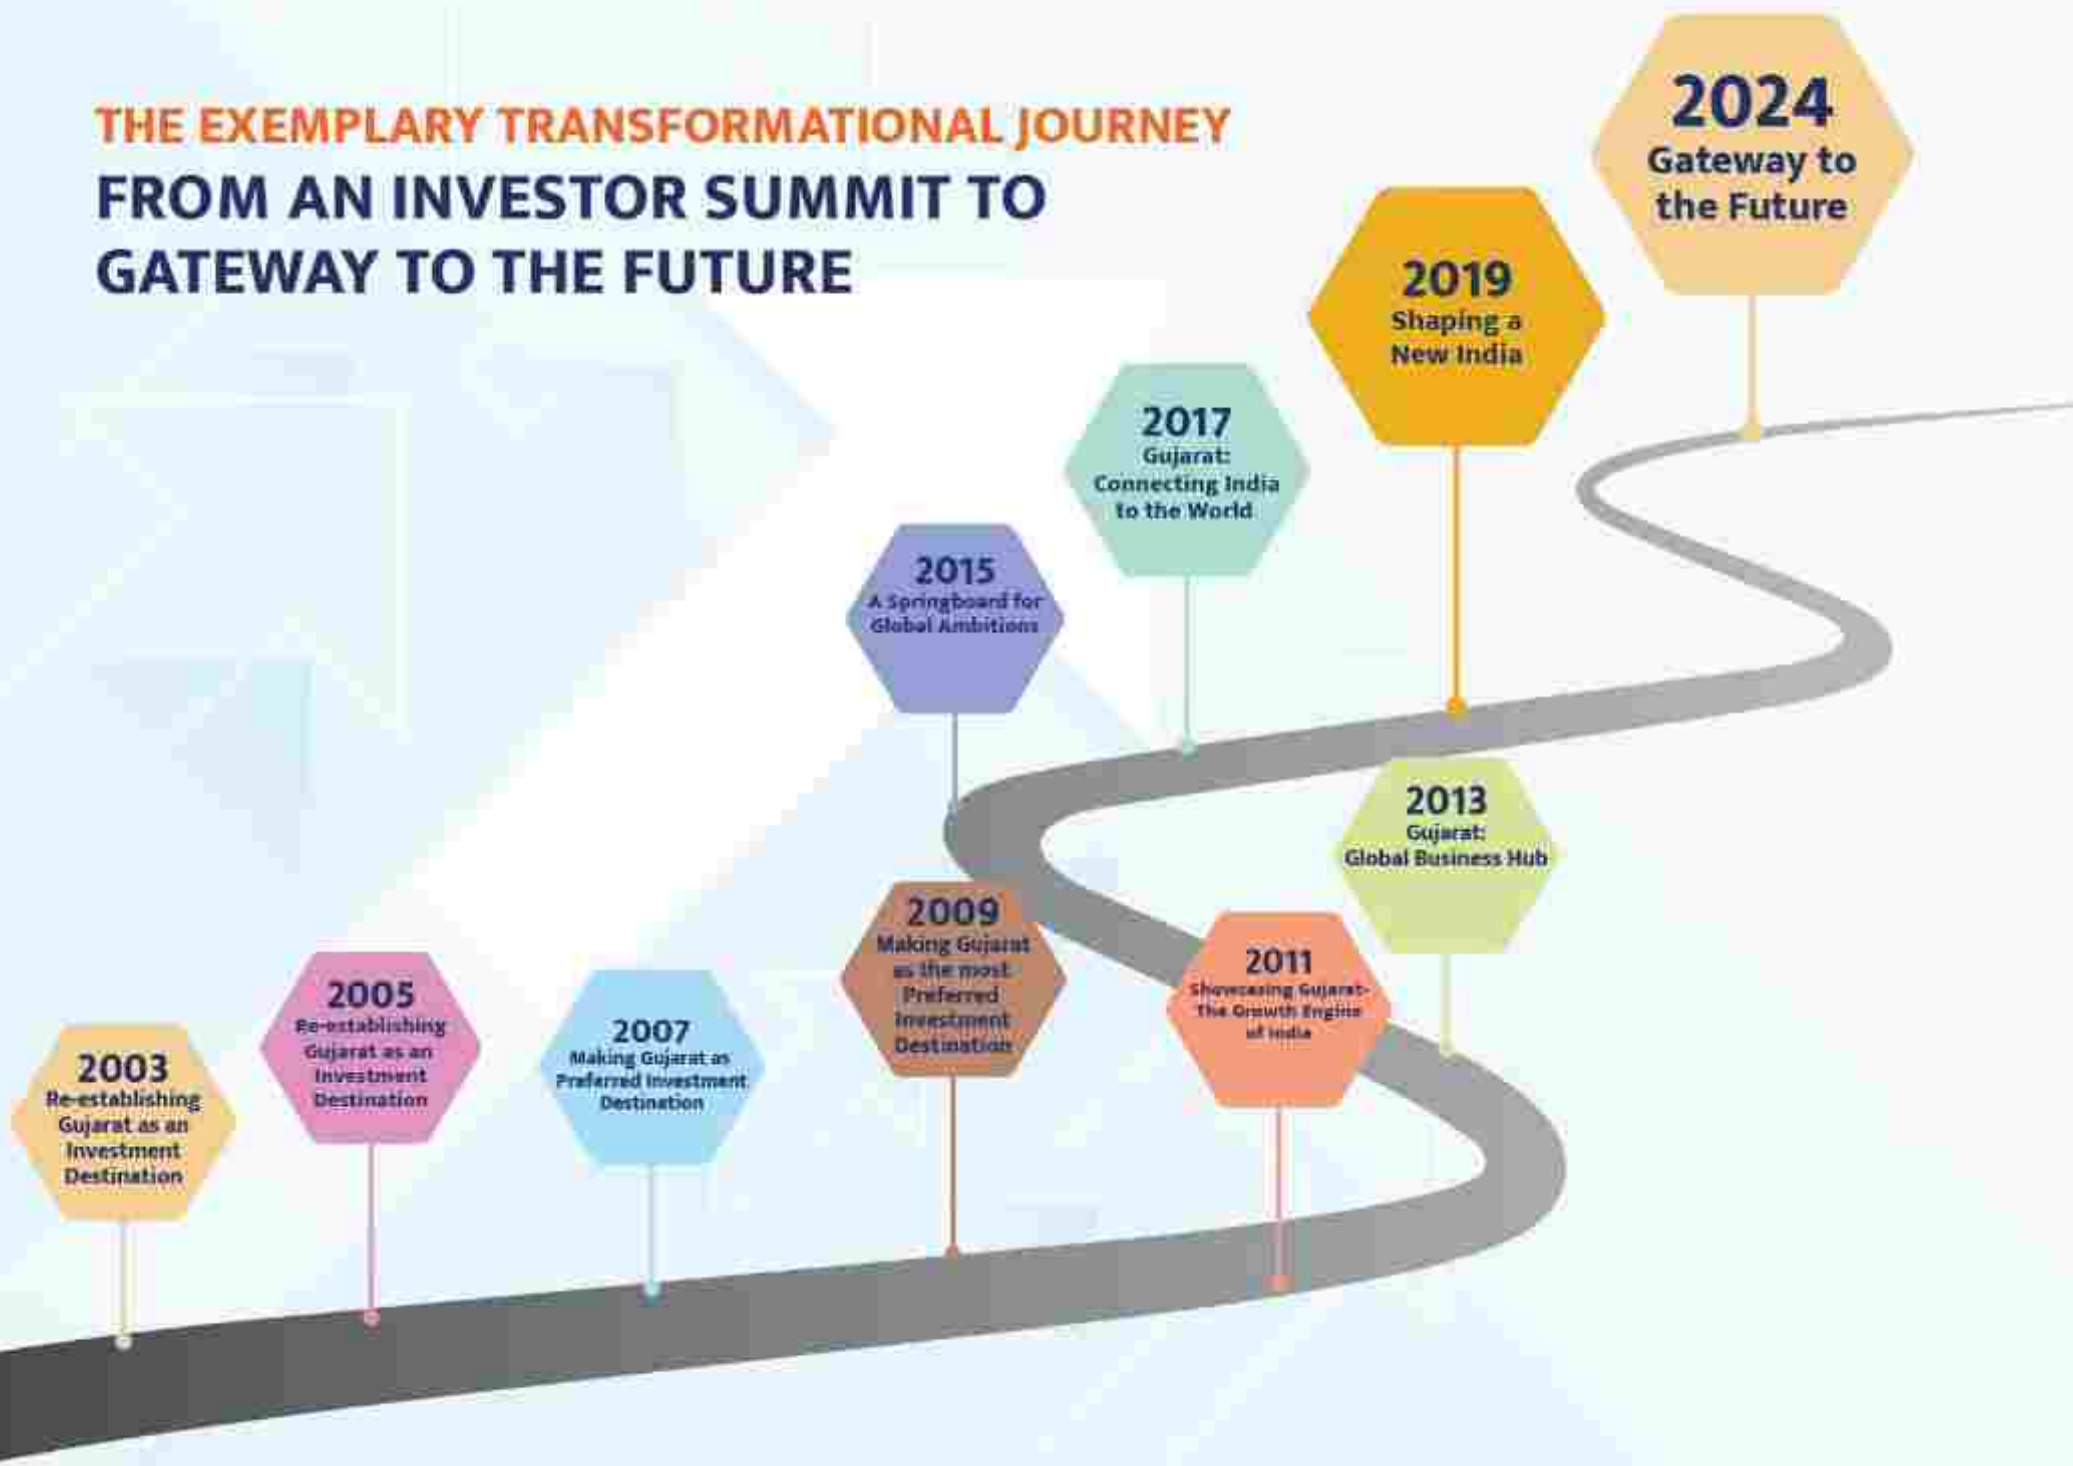 THE EXEMPLARY TRANSFORMATIONAL JOURNEY
FROM AN INVESTOR SUMMIT TO
GATEWAY TO THE FUTURE
2003
Re-establishing
Gujarat as an
Investment
Destination
2005
Re-establishing
Gujarat as an
Investment
Destination
2007
Making Gujarat as
Preferred Investment
Destination
2009
Making Gujarat
as the most
Preferred
Investment
Destination
2011
Showcasing Gujarat-
The Growth Engine
of India
2013
Gujarat:
Global Business Hub
2015
A Springboard for
Global Ambitions
2017
Gujarat:
Connecting India
to the World
2019
Shaping a
New India
2024
Gateway to
the Future